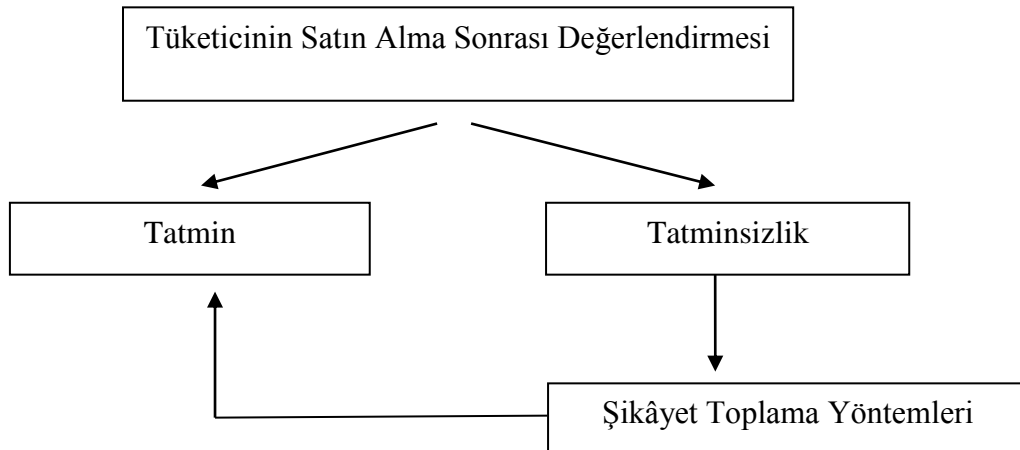 Tüketicinin Satın Alma Sonrası Değerlendirmesi
Tatmin
Tatminsizlik
Şikâyet Toplama Yöntemleri